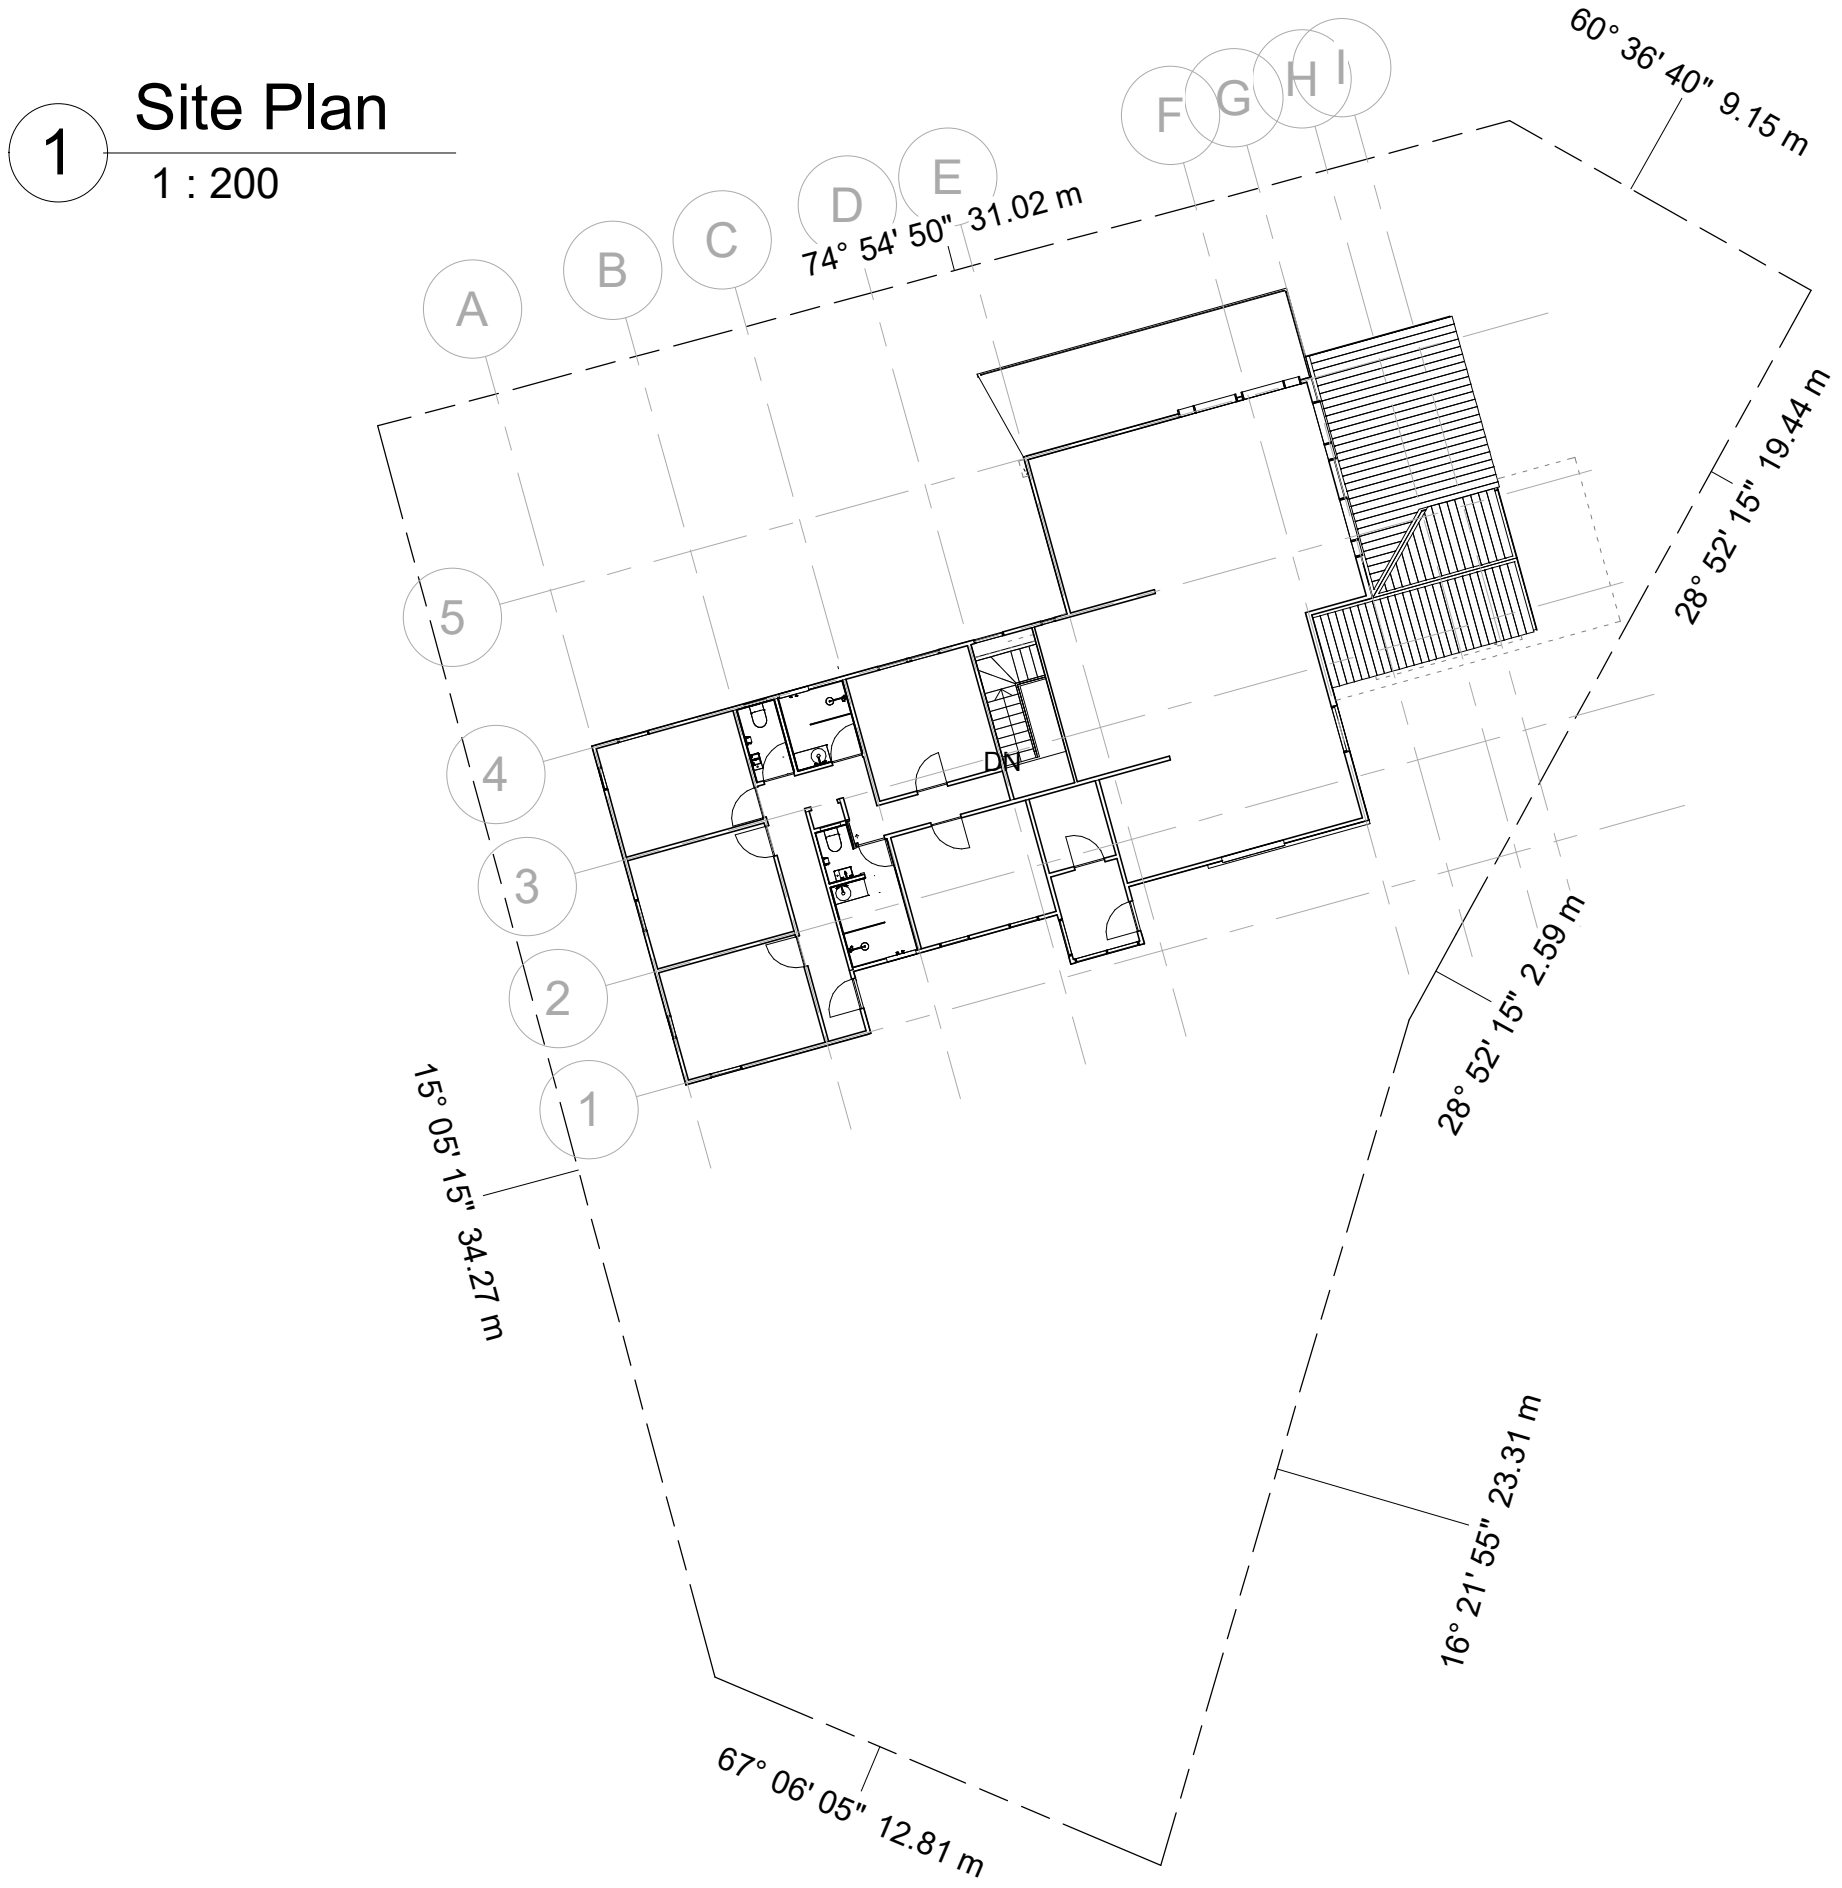 1
Site Plan
1 : 200
A
B
C
D
E
F
G
H
I
74° 54' 50" 31.02 m
60° 36' 40" 9.15 m
28° 52' 15" 19.44 m
5
4
3
2
1
DN
28° 52' 15" 2.59 m
15° 05' 15" 34.27 m
16° 21' 55" 23.31 m
67° 06' 05" 12.81 m